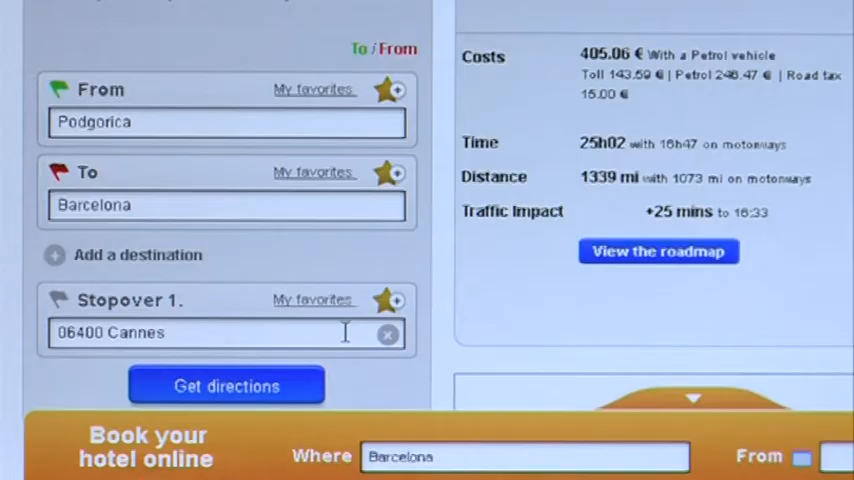 To / From
From My favorites
Podgorica
To My favorites
Barcelona
Add a destination
Stopover 1. My favorites
06400 Cannes
Get directions
Costs 405.06 € With a Petrol vehicle
Toll 143.59 € | Petrol 246.47 € | Road tax
15.00 €
Time 25h02 with 16h47 on motorways
Distance 1339 mi with 1073 mi on motorways
Traffic Impact +25 mins to 16:33
View the roadmap
Book your
hotel online
Where Barcelona From